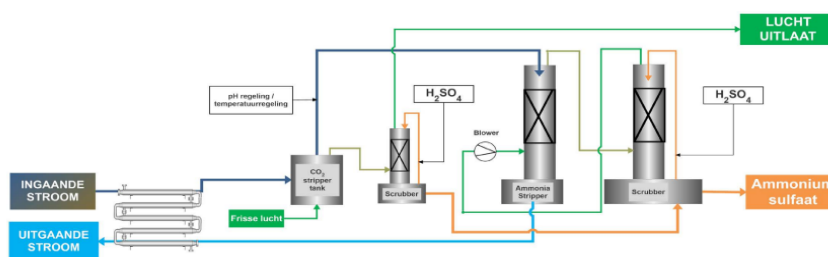 LUCHT
UITLAAT
pH regeling /
temperatuurregeling
H₂SO₄
H₂SO₄
Blower
CO₂
stripper
tank
INGAANDE
STROOM
Scrubber
Ammonia
Stripper
Scrubber
Ammonium
sulfaat
Frisse lucht
UITGAANDE
STROOM